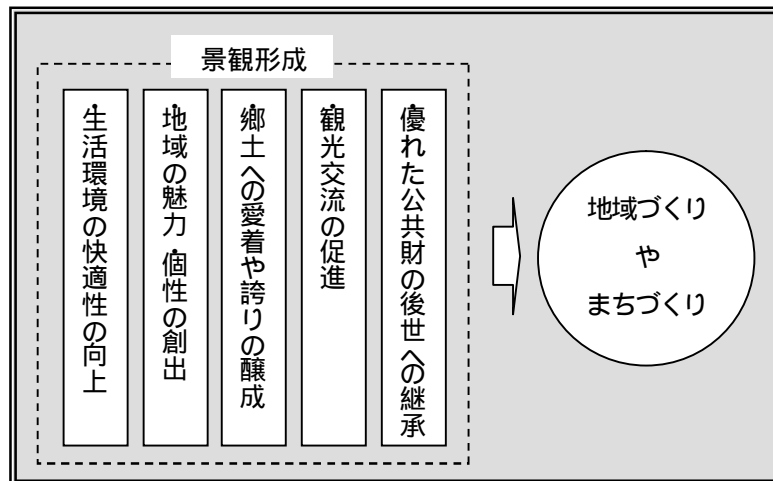 景観形成
・生活環境の快適性の向上
・地域の魅力・個性の創出
・郷土への愛着や誇りの醸成
・観光交流の促進
・優れた公共財の後世への継承
地域づくり
や
まちづくり